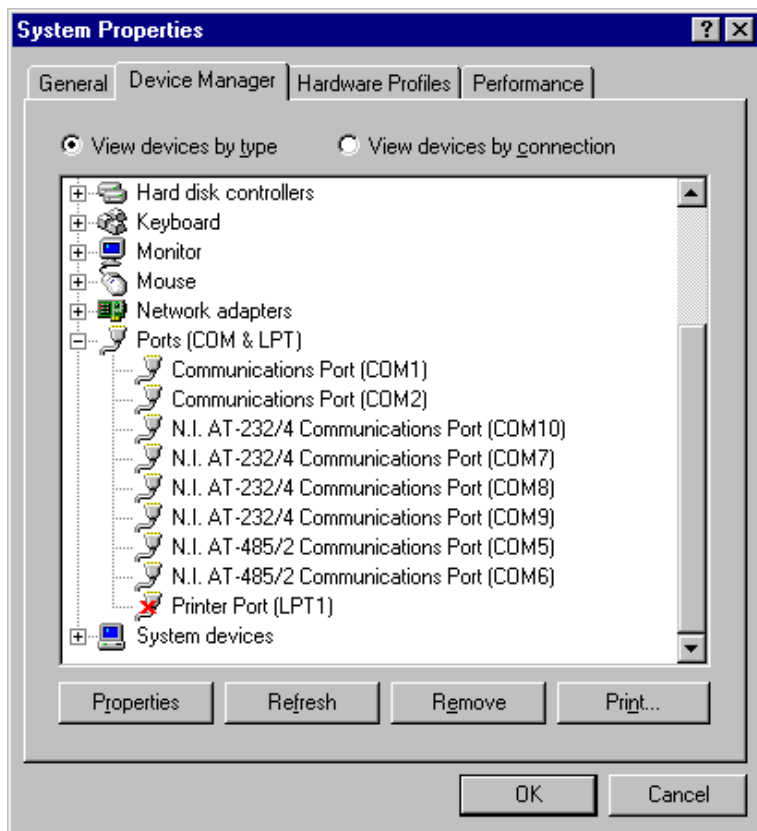 System Properties
General Device Manager Hardware Profiles Performance
View devices by type View devices by connection
Hard disk controllers
Keyboard
Monitor
Mouse
Network adapters
Ports (COM & LPT)
Communications Port (COM1)
Communications Port (COM2)
N.I. AT-232/4 Communications Port (COM10)
N.I. AT-232/4 Communications Port (COM7)
N.I. AT-232/4 Communications Port (COM8)
N.I. AT-232/4 Communications Port (COM9)
N.I. AT-485/2 Communications Port (COM5)
N.I. AT-485/2 Communications Port (COM6)
Printer Port (LPT1)
System devices
Properties Refresh Remove Print...
OK Cancel